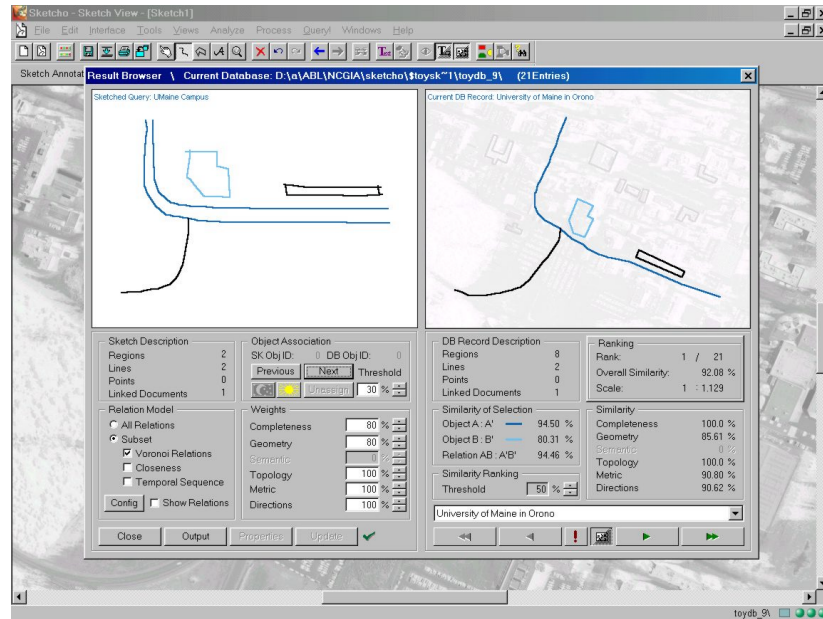 Sketcho - Sketch View - [Sketch1]
File Edit Interface Tools Views Analyze Process Query! Windows Help
Sketch Annotat
Result Browser \ Current Database: D:\a\ABL\NCGIA\sketcho\$toysk~1\toydb_9\ (21Entries)
Sketched Query: UMaine Campus
Current DB Record: University of Maine in Orono
Sketch Description
Regions 2
Lines 2
Points 0
Linked Documents 1
Object Association
SK Obj ID: 0 DB Obj ID: 0
Previous Next Threshold
Unassign 30 %
DB Record Description
Regions 8
Lines 2
Points 0
Linked Documents 1
Ranking
Rank: 1 / 21
Overall Similarity: 92.08 %
Scale: 1 : 1.129
Relation Model
All Relations
Subset
Voronoi Relations
Closeness
Temporal Sequence
Config Show Relations
Weights
Completeness 80 %
Geometry 80 %
Semantic 0 %
Topology 100 %
Metric 100 %
Directions 100 %
Similarity of Selection
Object A : A' 94.50 %
Object B : B' 80.31 %
Relation AB : A'B' 94.46 %
Similarity Ranking
Threshold 50 %
Similarity
Completeness 100.0 %
Geometry 85.61 %
Semantic 0 %
Topology 100.0 %
Metric 90.80 %
Directions 90.62 %
University of Maine in Orono
Close Output Properties Update
toydb_9\